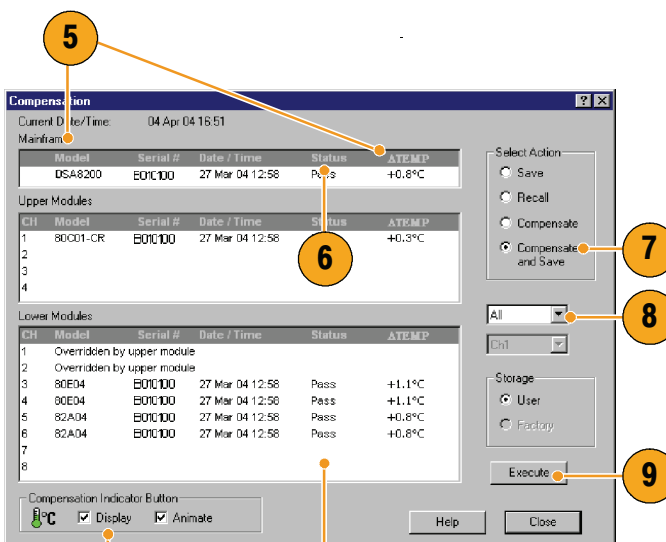 5
Compensation
Current Date/Time: 04 Apr 04 16:51
Mainfram
Model Serial # Date / Time Status ΔTEMP
DSA8200 B010100 27 Mar 04 12:58 Pass +0.8°C
Select Action
Save
Recall
Compensate
Compensate and Save
6
7
Upper Modules
CH Model Serial # Date / Time Status ΔTEMP
1 80C01-CR B010100 27 Mar 04 12:58 +0.3°C
2
3
4
All
8
Ch1
Lower Modules
CH Model Serial # Date / Time Status ΔTEMP
1 Overridden by upper module
2 Overridden by upper module
3 80E04 B010100 27 Mar 04 12:58 Pass +1.1°C
4 80E04 B010100 27 Mar 04 12:58 Pass +1.1°C
5 82A04 B010100 27 Mar 04 12:58 Pass +0.8°C
6 82A04 B010100 27 Mar 04 12:58 Pass +0.8°C
7
8
Storage
User
Factory
Execute
9
Compensation Indicator Button
°C Display Animate
Help
Close